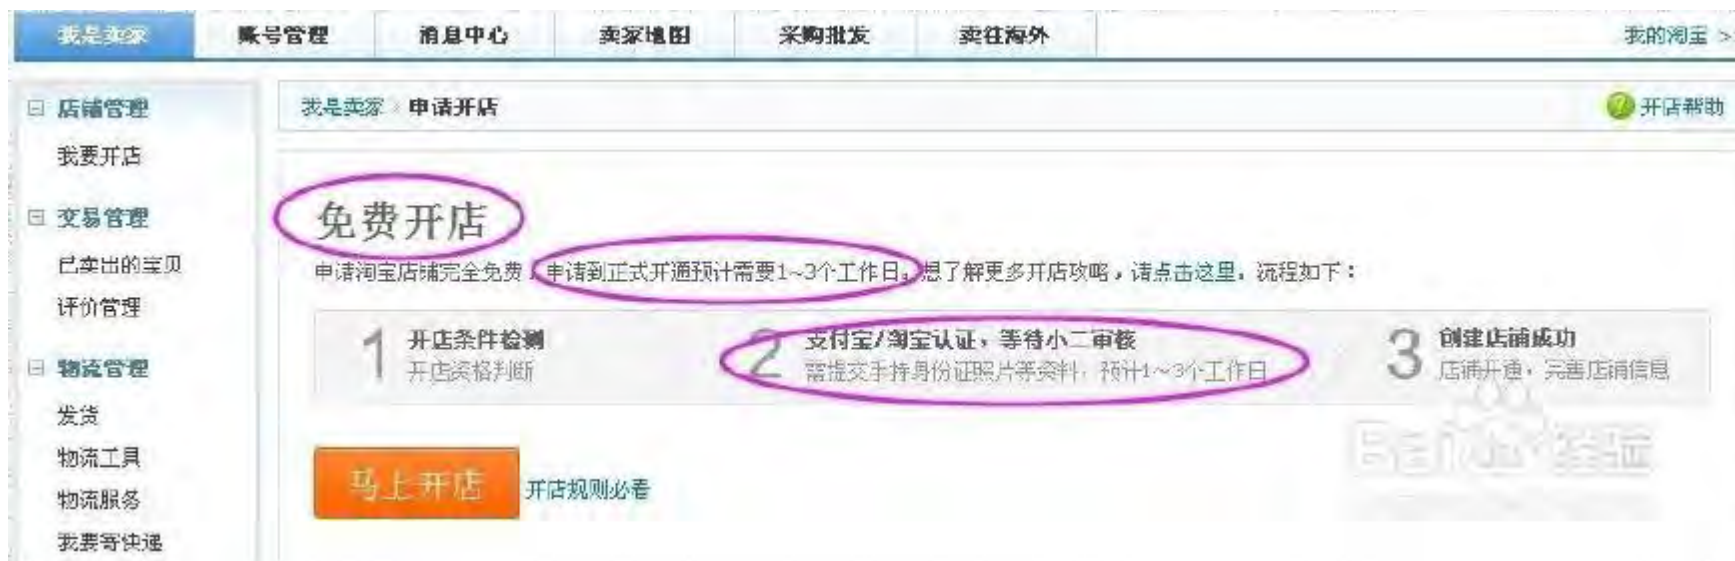 我是卖家 账号管理 消息中心 卖家地图 采购批发 卖往海外 我的淘宝 >
店铺管理
我要开店
交易管理
已卖出的宝贝
评价管理
物流管理
发货
物流工具
物流服务
我要寄快递
我是卖家 › 申请开店
开店帮助
免费开店
申请淘宝店铺完全免费，申请到正式开通预计需要1~3个工作日。想了解更多开店攻略，请点击这里，流程如下：
1 开店条件检测
开店资格判断
2 支付宝/淘宝认证，等待小二审核
需提交手持身份证照片等资料，预计1～3个工作日
3 创建店铺成功
店铺开通，完善店铺信息
马上开店 开店规则必看
Baidu 经验